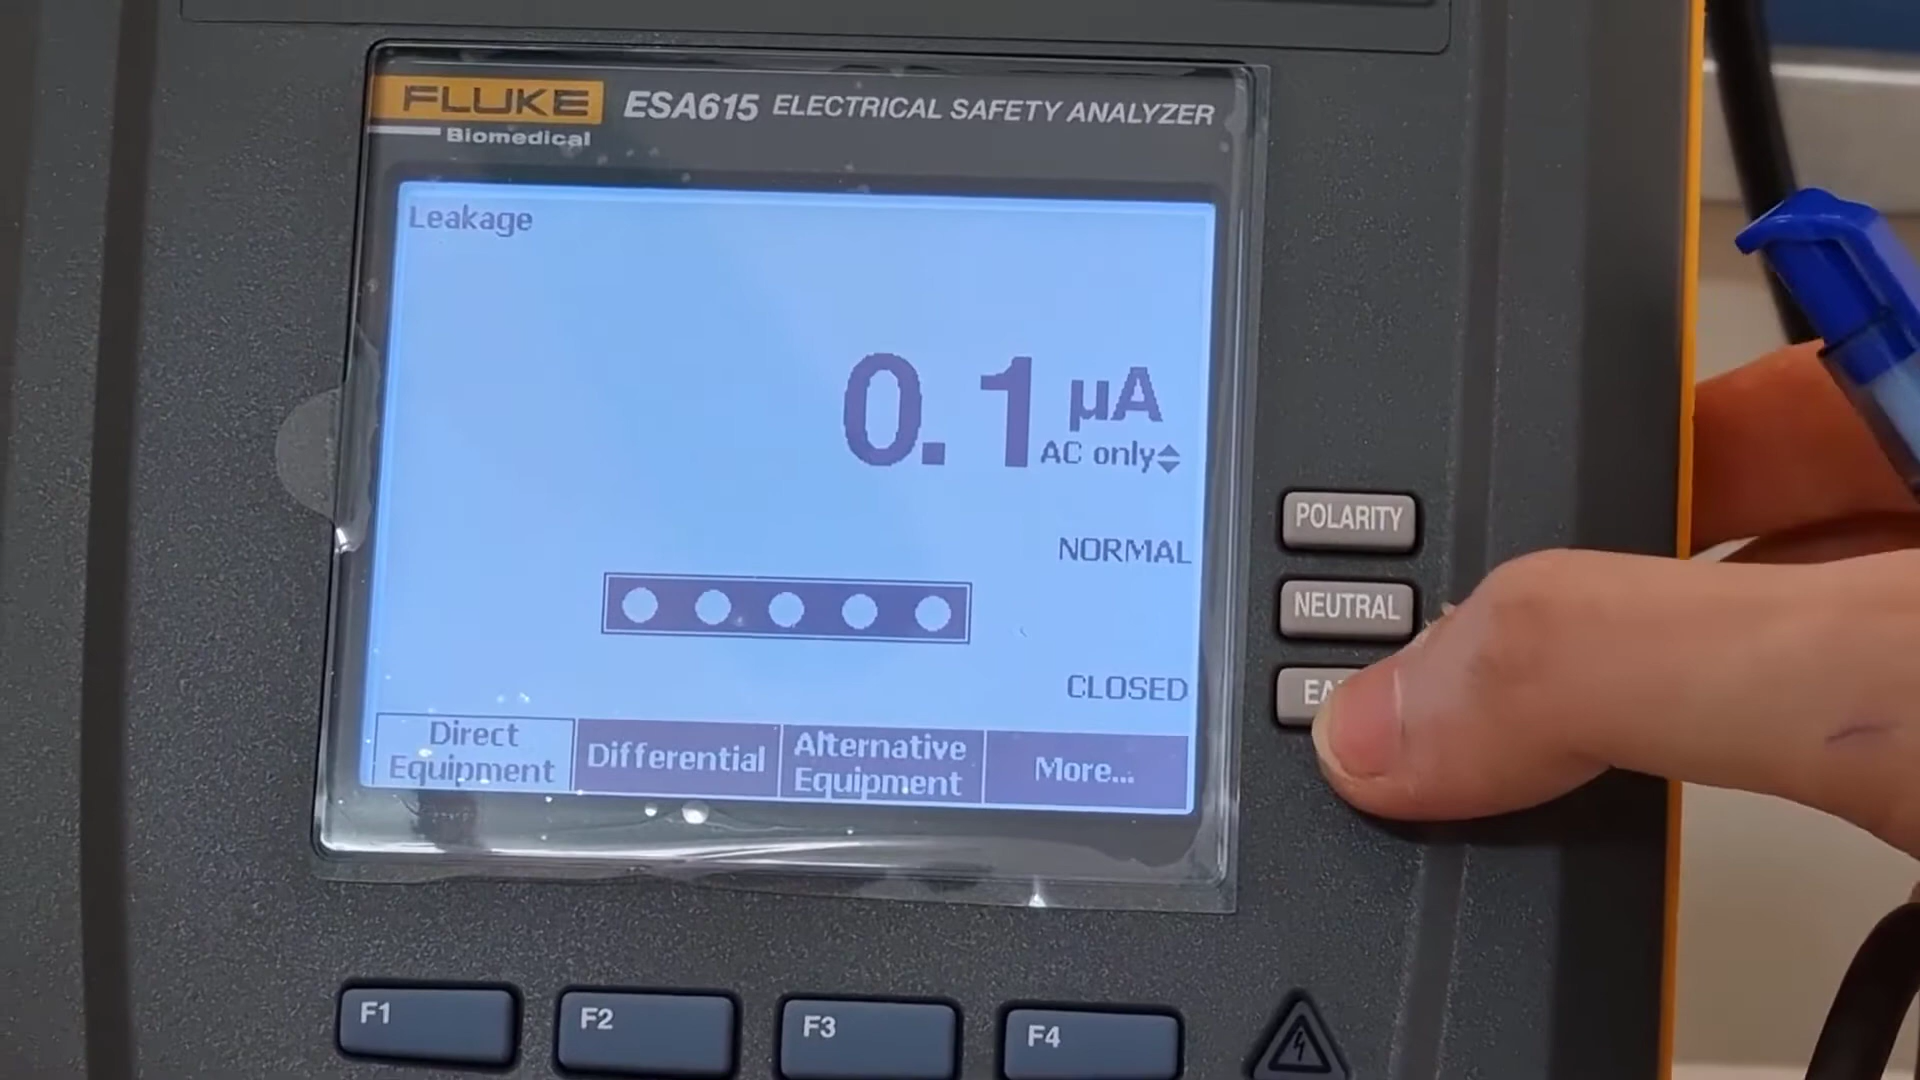 FLUKE
Biomedical
ESA615 ELECTRICAL SAFETY ANALYZER
Leakage
0.1 µA
AC only
POLARITY
NORMAL
NEUTRAL
CLOSED
Direct Equipment
Differential
Alternative Equipment
More...
F1
F2
F3
F4